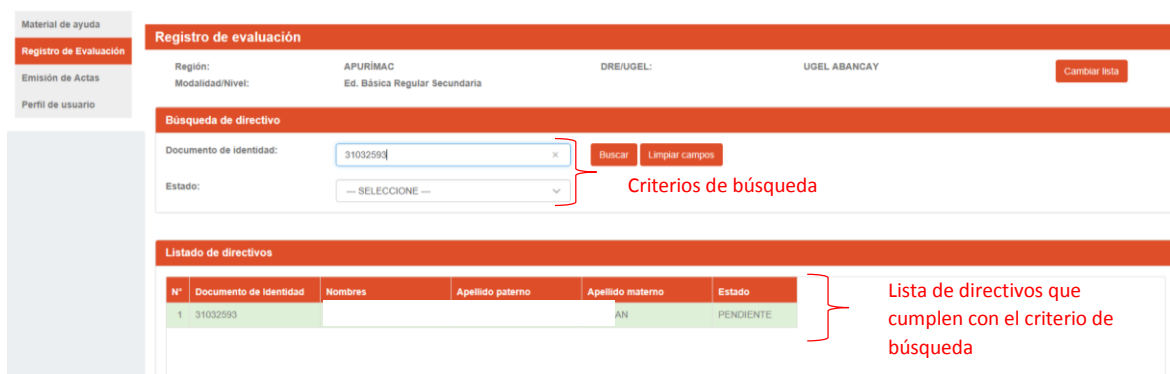 Material de ayuda
Registro de Evaluación
Emisión de Actas
Perfil de usuario
Registro de evaluación
Región: APURÍMAC DRE/UGEL: UGEL ABANCAY
Modalidad/Nivel: Ed. Básica Regular Secundaria
Cambiar lista
Búsqueda de directivo
Documento de identidad: 31032593 × Buscar Limpiar campos
Estado: --- SELECCIONE ---
Criterios de búsqueda
Listado de directivos
N° Documento de Identidad Nombres Apellido paterno Apellido materno Estado
1 31032593 AN PENDIENTE
Lista de directivos que
cumplen con el criterio de
búsqueda